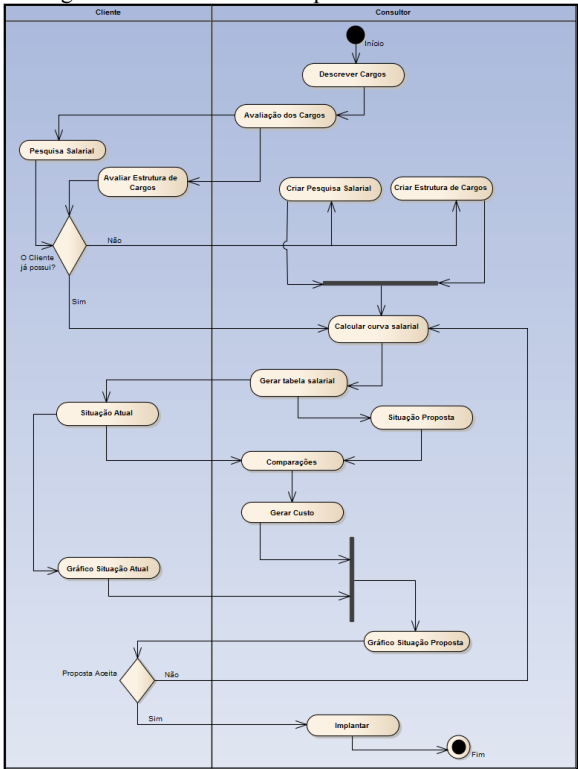 Cliente
Consultor
Início
Descrever Cargos
Avaliação dos Cargos
Pesquisa Salarial
Avaliar Estrutura de
Cargos
Criar Pesquisa Salarial
Criar Estrutura de Cargos
Não
O Cliente
já possui?
Sim
Calcular curva salarial
Gerar tabela salarial
Situação Atual
Situação Proposta
Comparações
Gerar Custo
Gráfico Situação Atual
Gráfico Situação Proposta
Proposta Aceita
Não
Sim
Implantar
Fim